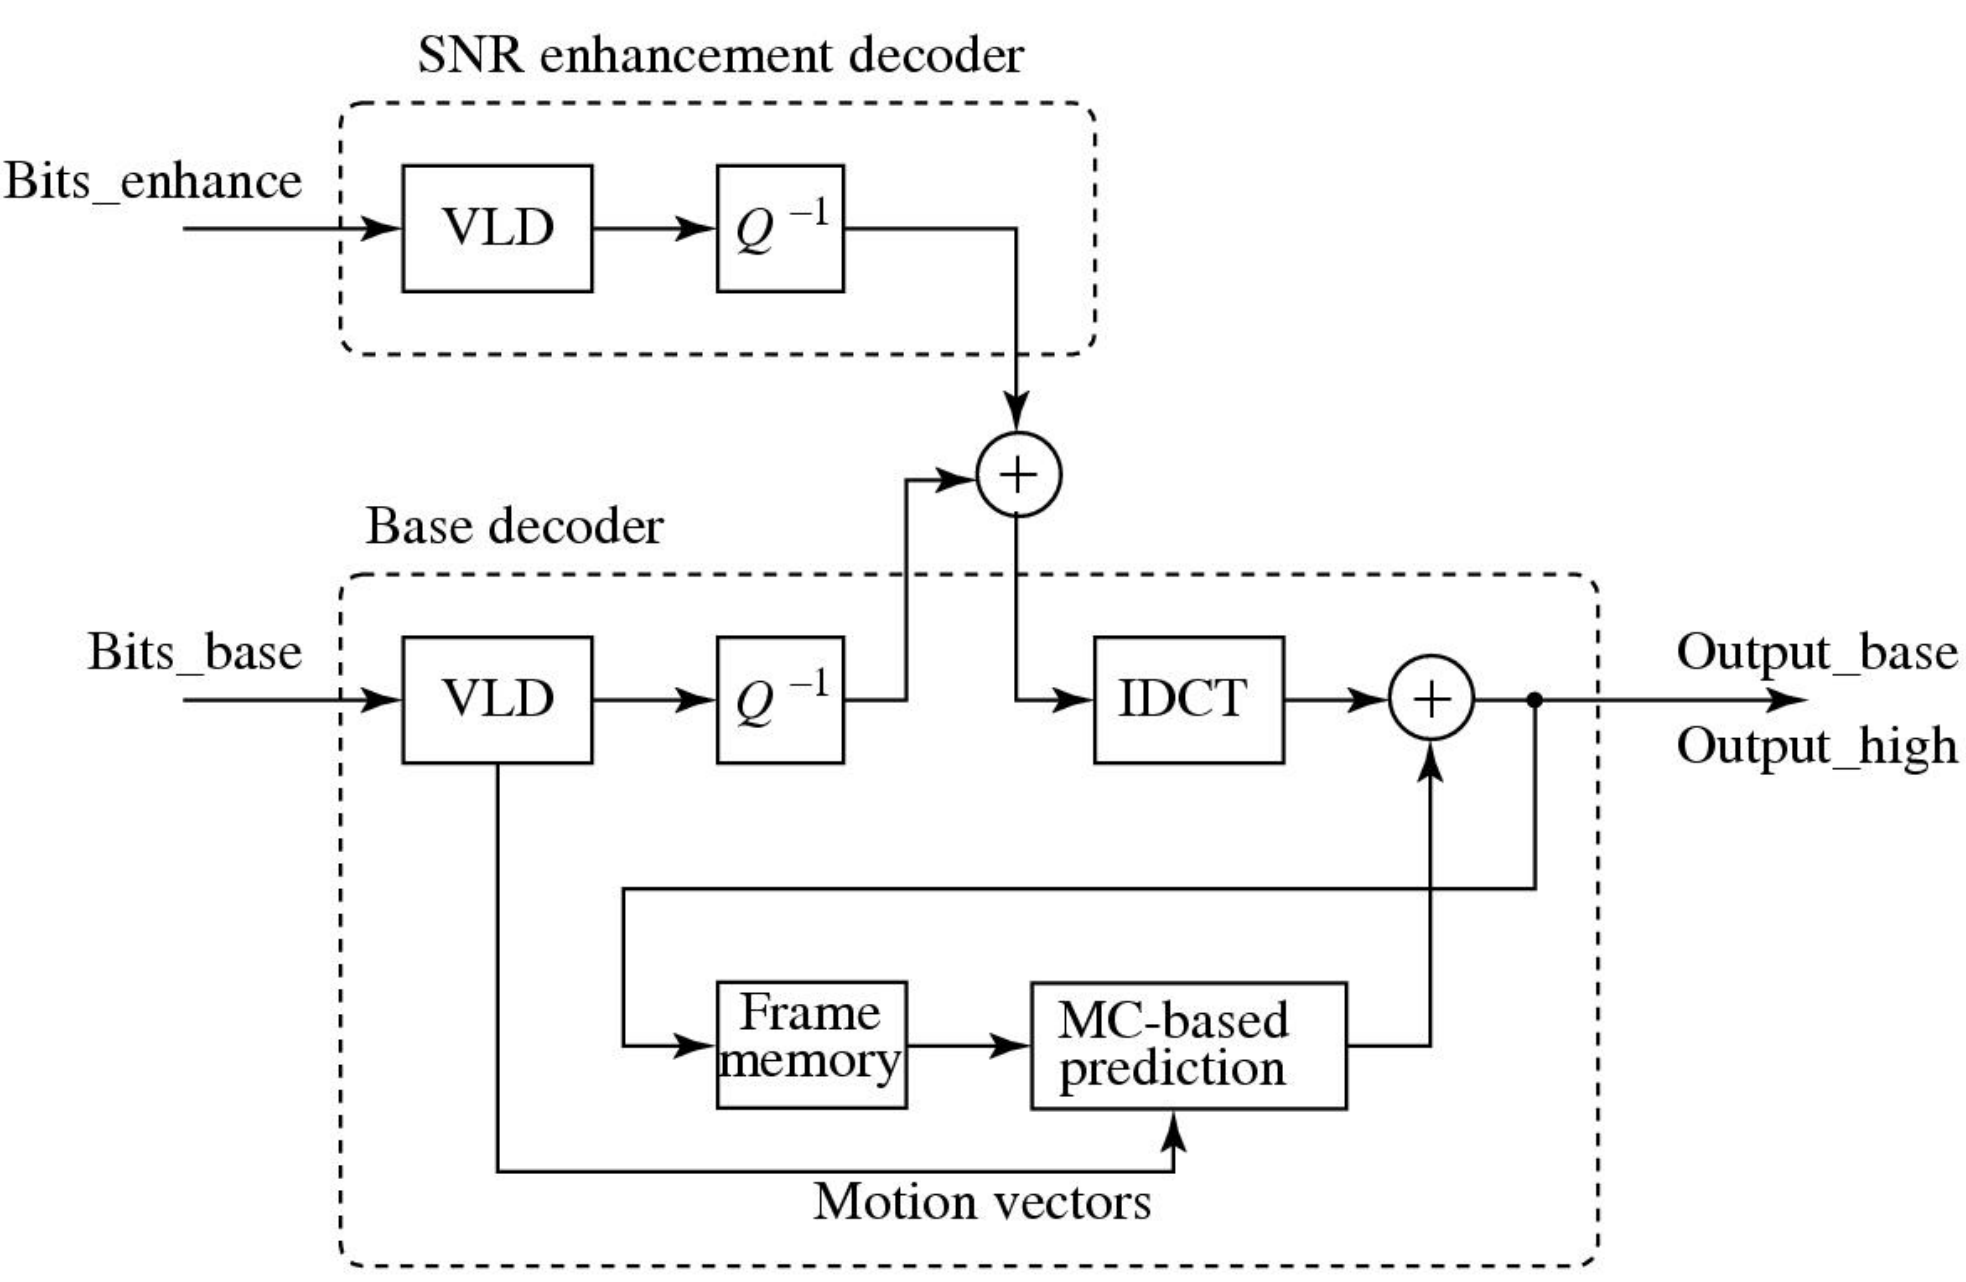 SNR enhancement decoder
Bits_enhance
VLD
Q⁻¹
+
Base decoder
Bits_base
VLD
Q⁻¹
IDCT
+
Output_base
Output_high
Frame
memory
MC-based
prediction
Motion vectors